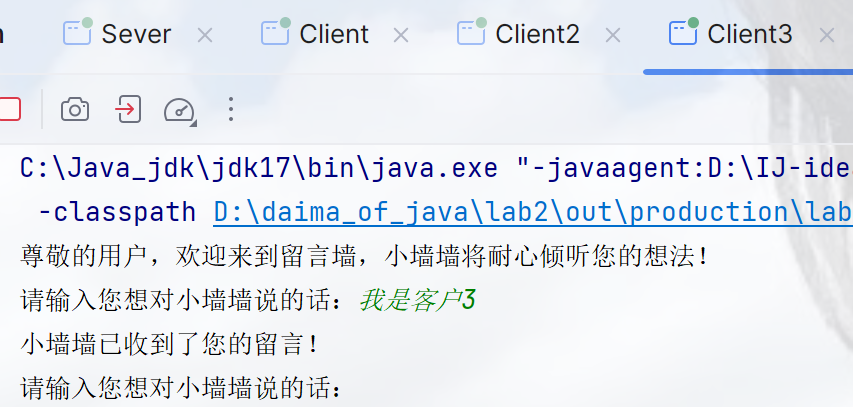 Sever Client Client2 Client3
C:\Java_jdk\jdk17\bin\java.exe "-javaagent:D:\IJ-ide
-classpath D:\daima_of_java\lab2\out\production\lab
尊敬的用户，欢迎来到留言墙，小墙墙将耐心倾听您的想法！
请输入您想对小墙墙说的话：我是客户3
小墙墙已收到了您的留言！
请输入您想对小墙墙说的话：